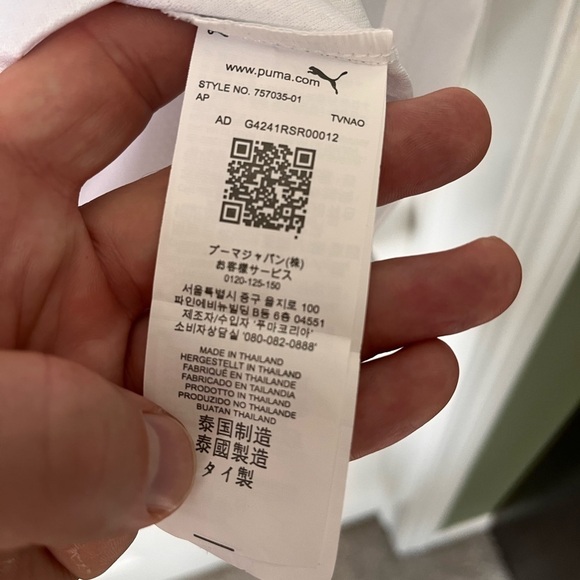 www.puma.com
STYLE NO. 757035-01
AP TVNAO
AD G4241RSR00012
プーマジャパン(株)
お客様サービス
0120-125-150
서울특별시 중구 을지로 100
파인에비뉴빌딩 B동 6층 04551
제조자/수입자 '푸마코리아'
소비자상담실 '080-082-0888'
MADE IN THAILAND
HERGESTELLT IN THAILAND
FABRIQUÉ EN THAILANDE
FABRICADO EN TAILANDIA
PRODOTTO IN THAILAND
PRODUZIDO NO THAILANDE
BUATAN THAILAND
泰国制造
泰國製造
タイ製